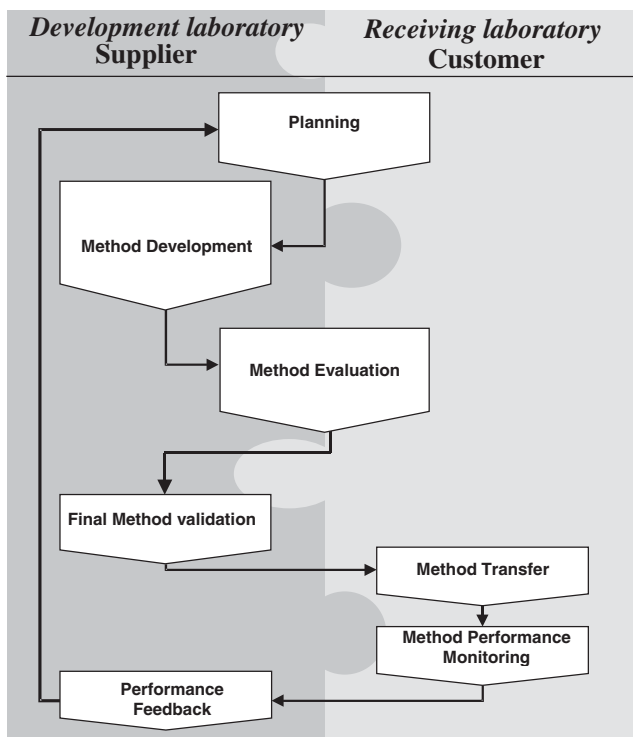 Development laboratory
Supplier
Receiving laboratory
Customer
Planning
Method Development
Method Evaluation
Final Method validation
Method Transfer
Method Performance
Monitoring
Performance
Feedback